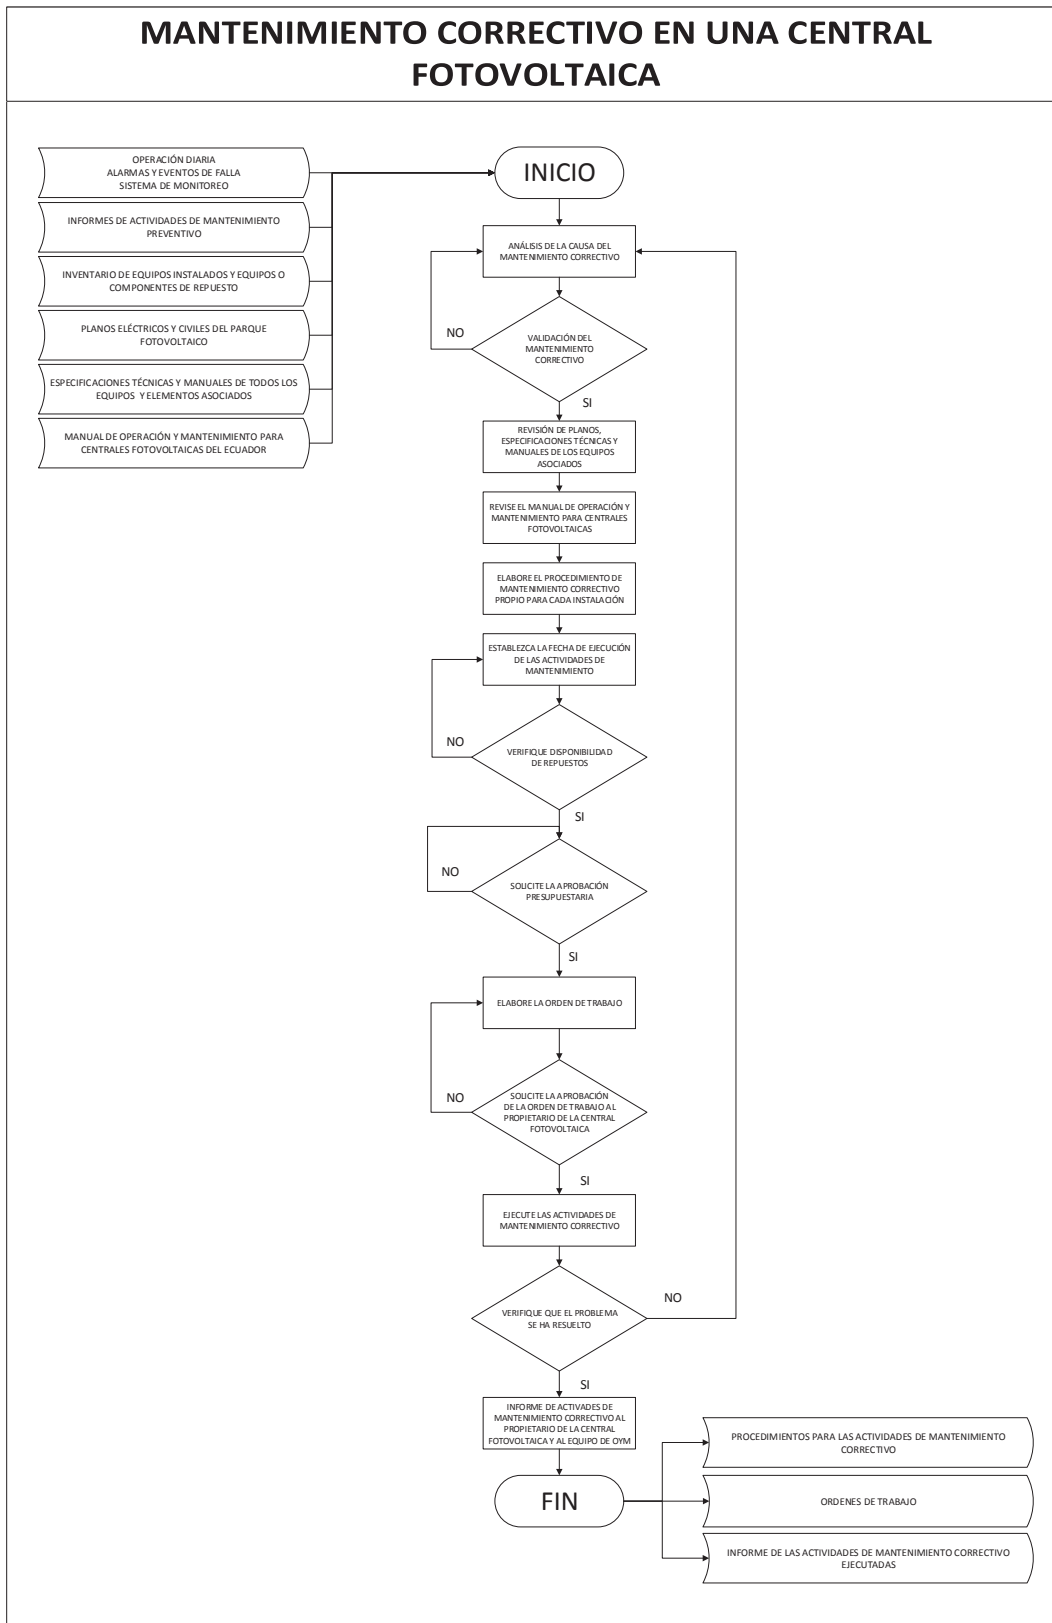 MANTENIMIENTO CORRECTIVO EN UNA CENTRAL
FOTOVOLTAICA
OPERACIÓN DIARIA
ALARMAS Y EVENTOS DE FALLA
SISTEMA DE MONITOREO
INFORMES DE ACTIVIDADES DE MANTENIMIENTO
PREVENTIVO
INVENTARIO DE EQUIPOS INSTALADOS Y EQUIPOS O
COMPONENTES DE REPUESTO
PLANOS ELÉCTRICOS Y CIVILES DEL PARQUE
FOTOVOLTAICO
ESPECIFICACIONES TÉCNICAS Y MANUALES DE TODOS LOS
EQUIPOS Y ELEMENTOS ASOCIADOS
MANUAL DE OPERACIÓN Y MANTENIMIENTO PARA
CENTRALES FOTOVOLTAICAS DEL ECUADOR
INICIO
ANÁLISIS DE LA CAUSA DEL
MANTENIMIENTO CORRECTIVO
NO
VALIDACIÓN DEL
MANTENIMIENTO
CORRECTIVO
SI
REVISIÓN DE PLANOS,
ESPECIFICACIONES TÉCNICAS Y
MANUALES DE LOS EQUIPOS
ASOCIADOS
REVISE EL MANUAL DE OPERACIÓN Y
MANTENIMIENTO PARA CENTRALES
FOTOVOLTAICAS
ELABORE EL PROCEDIMIENTO DE
MANTENIMIENTO CORRECTIVO
PROPIO PARA CADA INSTALACIÓN
ESTABLEZCA LA FECHA DE EJECUCIÓN
DE LAS ACTIVIDADES DE
MANTENIMIENTO
NO
VERIFIQUE DISPONIBILIDAD
DE REPUESTOS
SI
NO
SOLICITE LA APROBACIÓN
PRESUPUESTARIA
SI
ELABORE LA ORDEN DE TRABAJO
NO
SOLICITE LA APROBACIÓN
DE LA ORDEN DE TRABAJO AL
PROPIETARIO DE LA CENTRAL
FOTOVOLTAICA
SI
EJECUTE LAS ACTIVIDADES DE
MANTENIMIENTO CORRECTIVO
NO
VERIFIQUE QUE EL PROBLEMA
SE HA RESUELTO
SI
INFORME DE ACTIVADES DE
MANTENIMIENTO CORRECTIVO AL
PROPIETARIO DE LA CENTRAL
FOTOVOLTAICA Y AL EQUIPO DE OYM
FIN
PROCEDIMIENTOS PARA LAS ACTIVIDADES DE MANTENIMIENTO
CORRECTIVO
ORDENES DE TRABAJO
INFORME DE LAS ACTIVIDADES DE MANTENIMIENTO CORRECTIVO
EJECUTADAS